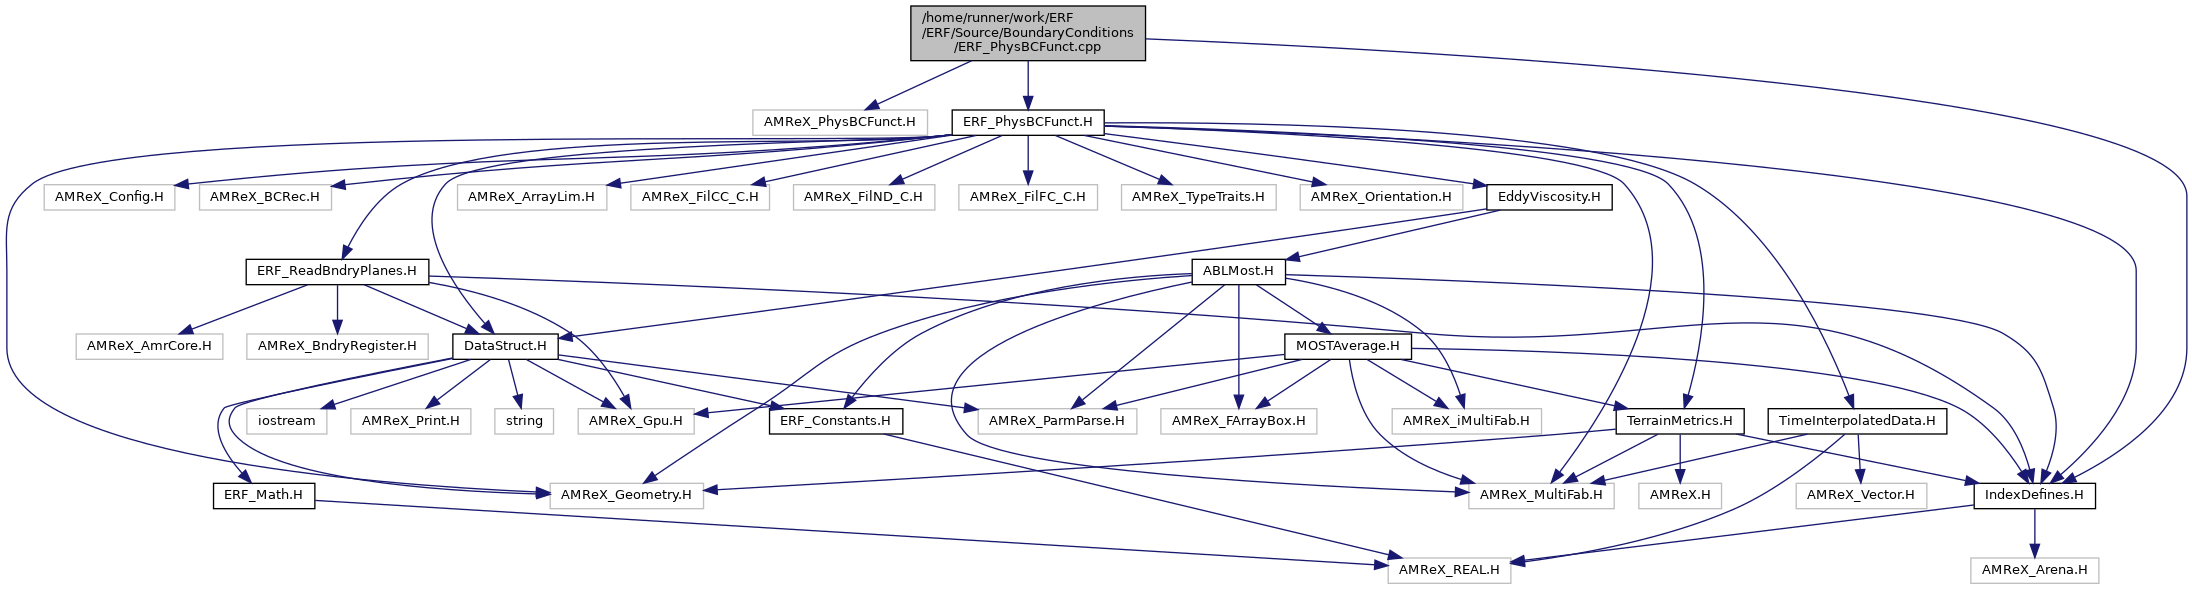 /home/runner/work/ERF
/ERF/Source/BoundaryConditions
/ERF_PhysBCFunct.cpp
AMReX_PhysBCFunct.H
ERF_PhysBCFunct.H
AMReX_Config.H
AMReX_BCRec.H
AMReX_ArrayLim.H
AMReX_FilCC_C.H
AMReX_FilND_C.H
AMReX_FilFC_C.H
AMReX_TypeTraits.H
AMReX_Orientation.H
EddyViscosity.H
ERF_ReadBndryPlanes.H
ABLMost.H
AMReX_AmrCore.H
AMReX_BndryRegister.H
DataStruct.H
MOSTAverage.H
iostream
AMReX_Print.H
string
AMReX_Gpu.H
ERF_Constants.H
AMReX_ParmParse.H
AMReX_FArrayBox.H
AMReX_iMultiFab.H
TerrainMetrics.H
TimeInterpolatedData.H
ERF_Math.H
AMReX_Geometry.H
AMReX_MultiFab.H
AMReX.H
AMReX_Vector.H
IndexDefines.H
AMReX_REAL.H
AMReX_Arena.H